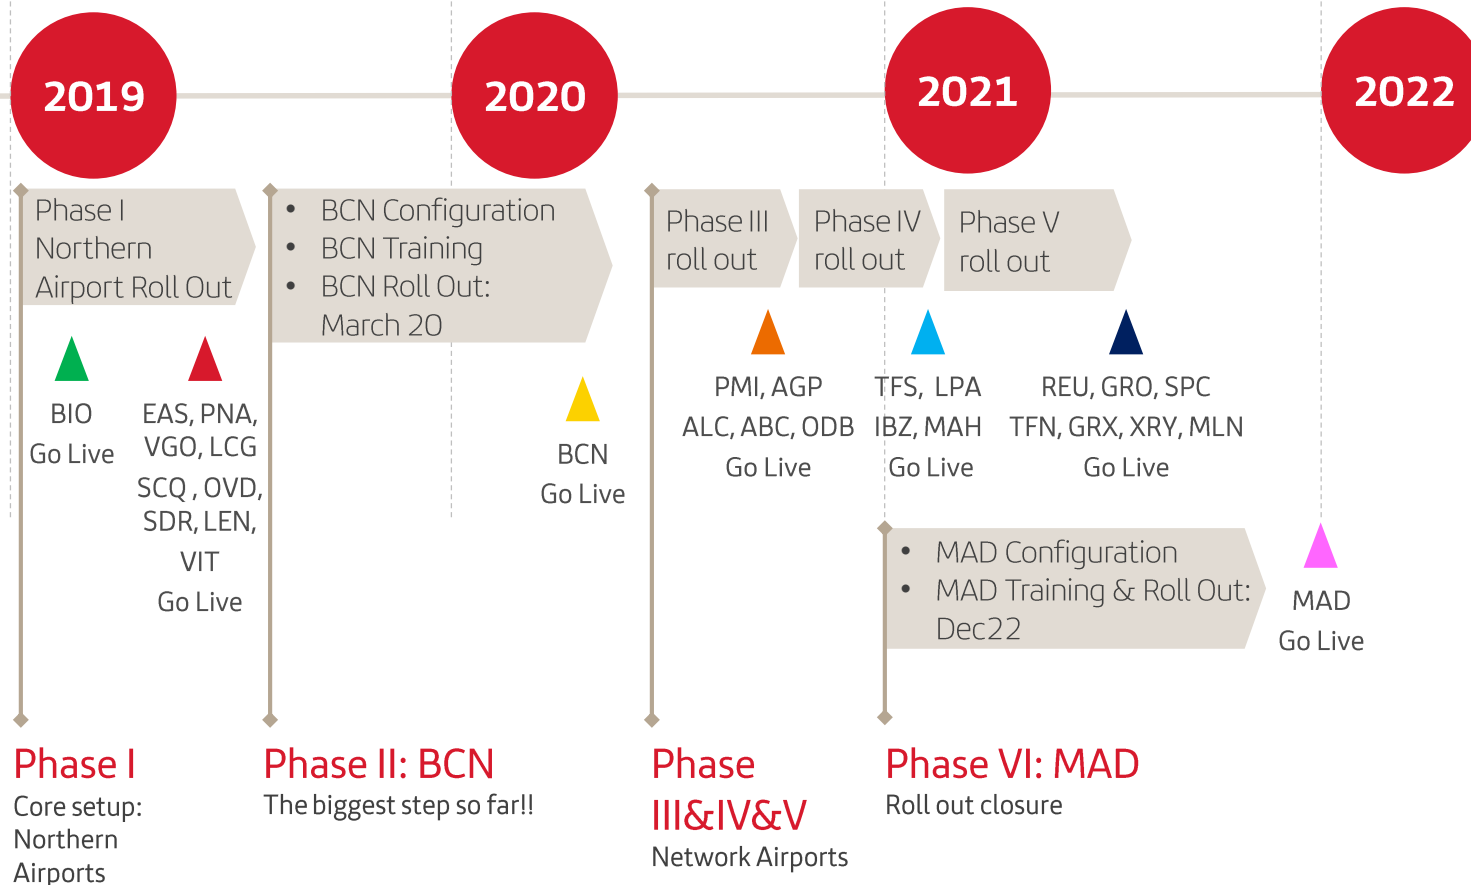 2019
2020
2021
2022
Phase I
Northern
Airport Roll Out
• BCN Configuration
• BCN Training
• BCN Roll Out:
March 20
Phase III
roll out
Phase IV
roll out
Phase V
roll out
BIO
Go Live
EAS, PNA,
VGO, LCG
SCQ , OVD,
SDR, LEN,
VIT
Go Live
BCN
Go Live
PMI, AGP
ALC, ABC, ODB
Go Live
TFS, LPA
IBZ, MAH
Go Live
REU, GRO, SPC
TFN, GRX, XRY, MLN
Go Live
• MAD Configuration
• MAD Training & Roll Out:
Dec22
MAD
Go Live
Phase I
Core setup:
Northern
Airports
Phase II: BCN
The biggest step so far!!
Phase
III&IV&V
Network Airports
Phase VI: MAD
Roll out closure